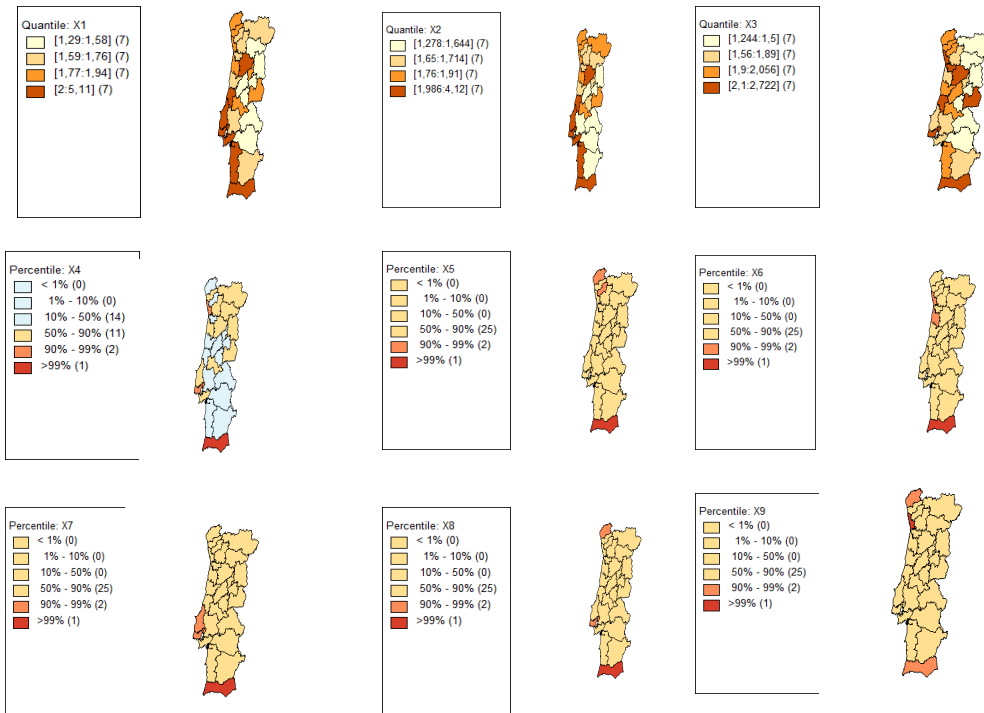 Quantile: X1
[1,29:1,58] (7)
[1,59:1,76] (7)
[1,77:1,94] (7)
[2:5,11] (7)
Quantile: X2
[1,278:1,644] (7)
[1,65:1,714] (7)
[1,76:1,91] (7)
[1,986:4,12] (7)
Quantile: X3
[1,244:1,5] (7)
[1,56:1,89] (7)
[1,9:2,056] (7)
[2,1:2,722] (7)
Percentile: X4
< 1% (0)
1% - 10% (0)
10% - 50% (14)
50% - 90% (11)
90% - 99% (2)
>99% (1)
Percentile: X5
< 1% (0)
1% - 10% (0)
10% - 50% (0)
50% - 90% (25)
90% - 99% (2)
>99% (1)
Percentile: X6
< 1% (0)
1% - 10% (0)
10% - 50% (0)
50% - 90% (25)
90% - 99% (2)
>99% (1)
Percentile: X7
< 1% (0)
1% - 10% (0)
10% - 50% (0)
50% - 90% (25)
90% - 99% (2)
>99% (1)
Percentile: X8
< 1% (0)
1% - 10% (0)
10% - 50% (0)
50% - 90% (25)
90% - 99% (2)
>99% (1)
Percentile: X9
< 1% (0)
1% - 10% (0)
10% - 50% (0)
50% - 90% (25)
90% - 99% (2)
>99% (1)